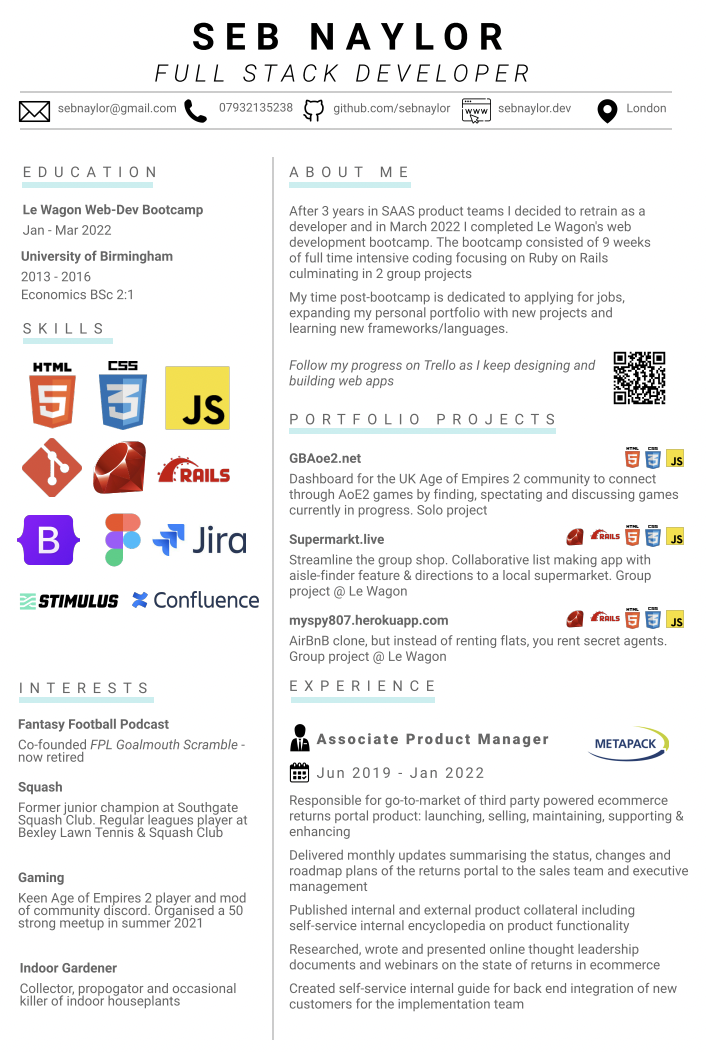 SEB NAYLOR
FULL STACK DEVELOPER
sebnaylor@gmail.com
07932135238
github.com/sebnaylor
WWW
sebnaylor.dev
London
EDUCATION
Le Wagon Web-Dev Bootcamp
Jan - Mar 2022
University of Birmingham
2013 - 2016
Economics BSc 2:1
SKILLS
HTML
5
CSS
3
JS
RAILS
B
Jira
STIMULUS
Confluence
INTERESTS
Fantasy Football Podcast
Co-founded FPL Goalmouth Scramble -
now retired
Squash
Former junior champion at Southgate
Squash Club. Regular leagues player at
Bexley Lawn Tennis & Squash Club
Gaming
Keen Age of Empires 2 player and mod
of community discord. Organised a 50
strong meetup in summer 2021
Indoor Gardener
Collector, propogator and occasional
killer of indoor houseplants
ABOUT ME
After 3 years in SAAS product teams I decided to retrain as a
developer and in March 2022 I completed Le Wagon's web
development bootcamp. The bootcamp consisted of 9 weeks
of full time intensive coding focusing on Ruby on Rails
culminating in 2 group projects
My time post-bootcamp is dedicated to applying for jobs,
expanding my personal portfolio with new projects and
learning new frameworks/languages.
Follow my progress on Trello as I keep designing and
building web apps
PORTFOLIO PROJECTS
GBAoe2.net
HTML
5
CSS
3
JS
Dashboard for the UK Age of Empires 2 community to connect
through AoE2 games by finding, spectating and discussing games
currently in progress. Solo project
Supermarkt.live
RAILS
HTML
5
CSS
3
JS
Streamline the group shop. Collaborative list making app with
aisle-finder feature & directions to a local supermarket. Group
project @ Le Wagon
myspy807.herokuapp.com
RAILS
HTML
5
CSS
3
JS
AirBnB clone, but instead of renting flats, you rent secret agents.
Group project @ Le Wagon
EXPERIENCE
Associate Product Manager
METAPACK
Jun 2019 - Jan 2022
Responsible for go-to-market of third party powered ecommerce
returns portal product: launching, selling, maintaining, supporting &
enhancing
Delivered monthly updates summarising the status, changes and
roadmap plans of the returns portal to the sales team and executive
management
Published internal and external product collateral including
self-service internal encyclopedia on product functionality
Researched, wrote and presented online thought leadership
documents and webinars on the state of returns in ecommerce
Created self-service internal guide for back end integration of new
customers for the implementation team